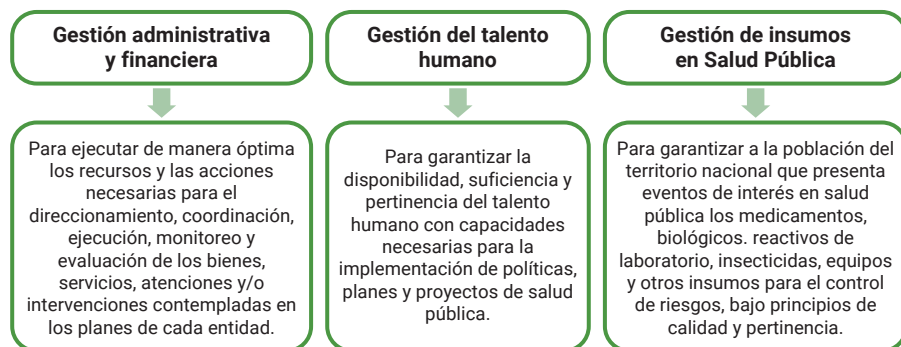 Gestión administrativa
y financiera
Para ejecutar de manera óptima
los recursos y las acciones
necesarias para el
direccionamiento, coordinación,
ejecución, monitoreo y
evaluación de los bienes,
servicios, atenciones y/o
intervenciones contempladas en
los planes de cada entidad.
Gestión del talento
humano
Para garantizar la
disponibilidad, suficiencia y
pertinencia del talento
humano con capacidades
necesarias para la
implementación de políticas,
planes y proyectos de salud
pública.
Gestión de insumos
en Salud Pública
Para garantizar a la población del
territorio nacional que presenta
eventos de interés en salud
pública los medicamentos,
biológicos. reactivos de
laboratorio, insecticidas, equipos
y otros insumos para el control
de riesgos, bajo principios de
calidad y pertinencia.